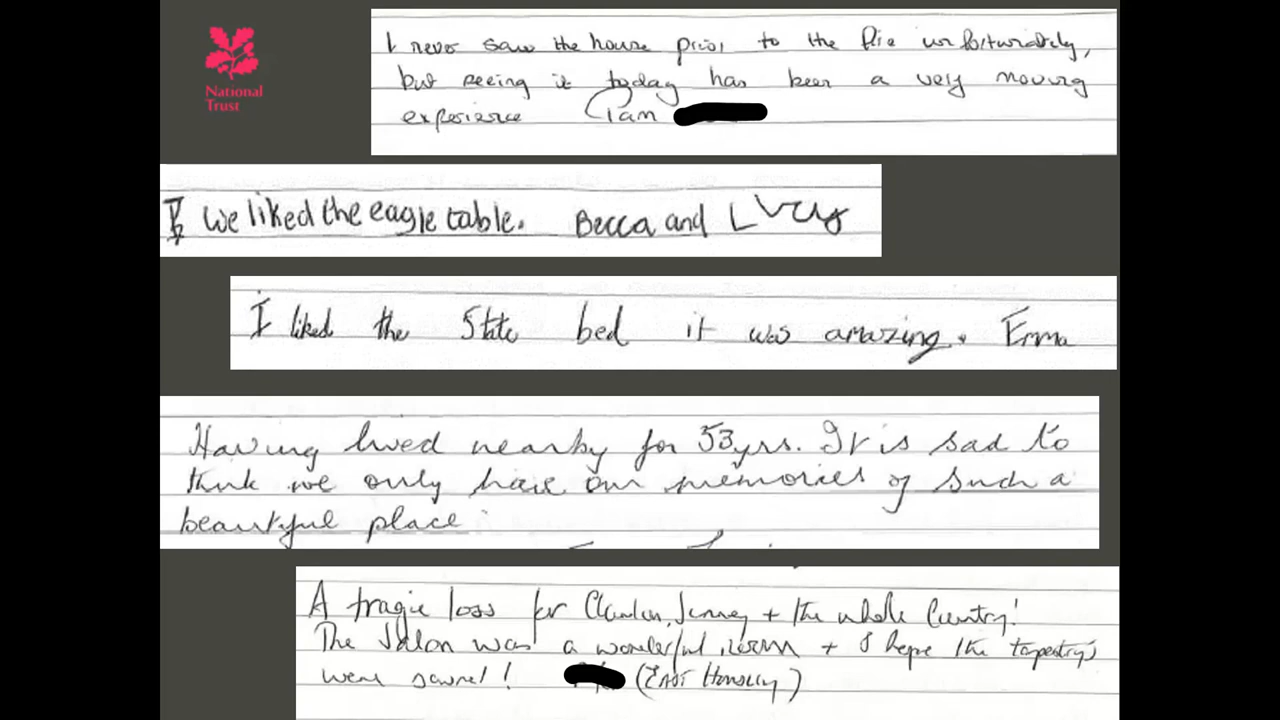 National
Trust
I never saw the house prior to the fire unfortunately,
but seeing it today has been a very moving
experience Pam
We liked the eagle table. Becca and Lucy
I liked the State bed it was amazing. Emma
Having lived nearby for 53yrs. It is sad to
think we only have our memories of such a
beautiful place
A tragic loss for Clandon, Surrey + the whole Country!
The Salon was a wonderful room + I hope the tapestrys
were saved! (East Horsley)